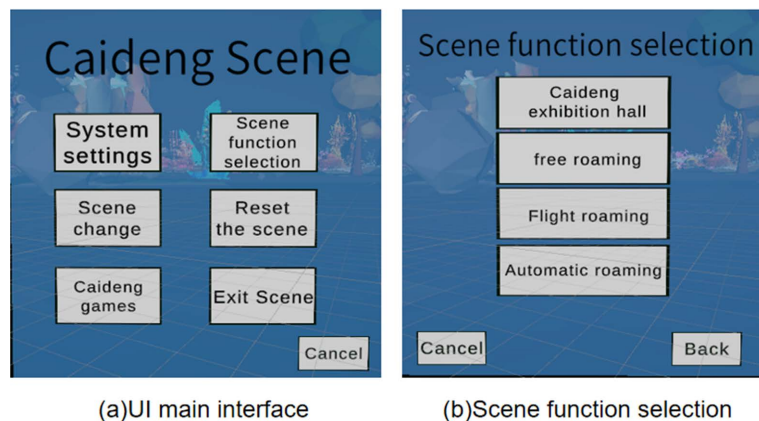 Caideng Scene
System
settings
Scene
function
selection
Scene
change
Reset
the scene
Caideng
games
Exit Scene
Cancel
(a)UI main interface
Scene function selection
Caideng
exhibition hall
free roaming
Flight roaming
Automatic roaming
Cancel
Back
(b)Scene function selection